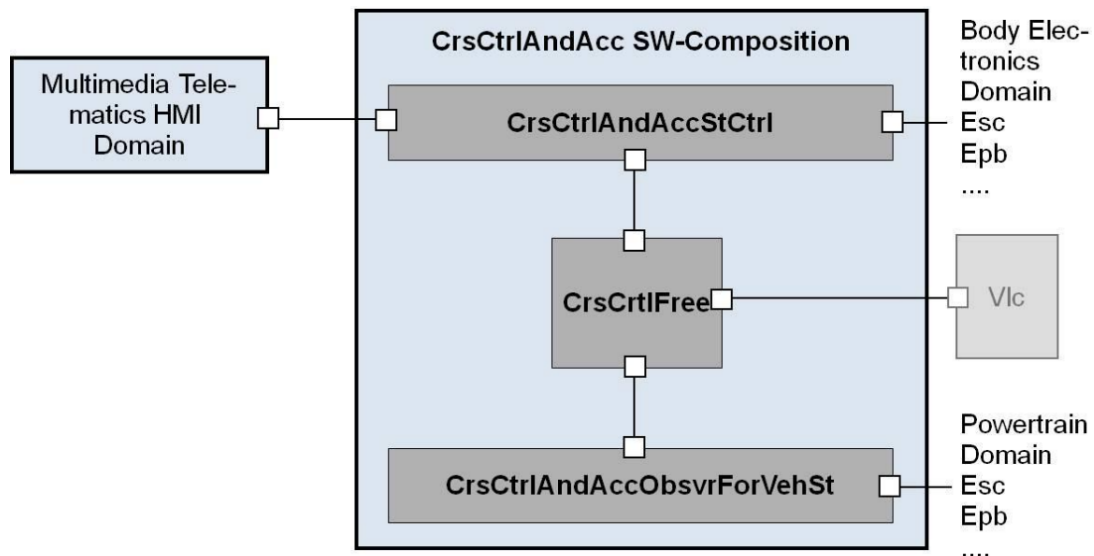 CrsCtrlAndAcc SW-Composition
Multimedia Tele-
matics HMI
Domain
CrsCtrlAndAccStCtrl
Body Elec-
tronics
Domain
Esc
Epb
....
CrsCrtlFree
Vlc
CrsCtrlAndAccObsvrForVehSt
Powertrain
Domain
Esc
Epb
....